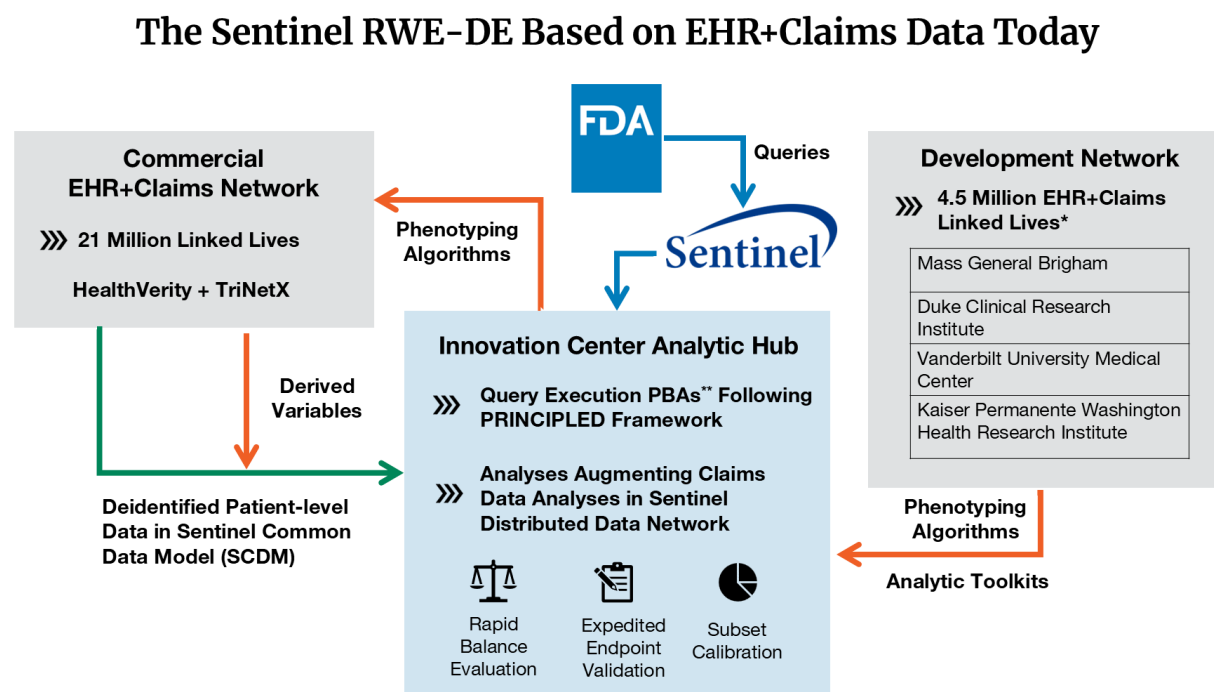 The Sentinel RWE-DE Based on EHR+Claims Data Today
FDA
Queries
Sentinel
Commercial
EHR+Claims Network
21 Million Linked Lives
HealthVerity + TriNetX
Phenotyping
Algorithms
Derived
Variables
Deidentified Patient-level
Data in Sentinel Common
Data Model (SCDM)
Innovation Center Analytic Hub
Query Execution PBAs** Following
PRINCIPLED Framework
Analyses Augmenting Claims
Data Analyses in Sentinel
Distributed Data Network
Rapid
Balance
Evaluation
Expedited
Endpoint
Validation
Subset
Calibration
Development Network
4.5 Million EHR+Claims
Linked Lives*
Mass General Brigham
Duke Clinical Research
Institute
Vanderbilt University Medical
Center
Kaiser Permanente Washington
Health Research Institute
Phenotyping
Algorithms
Analytic Toolkits